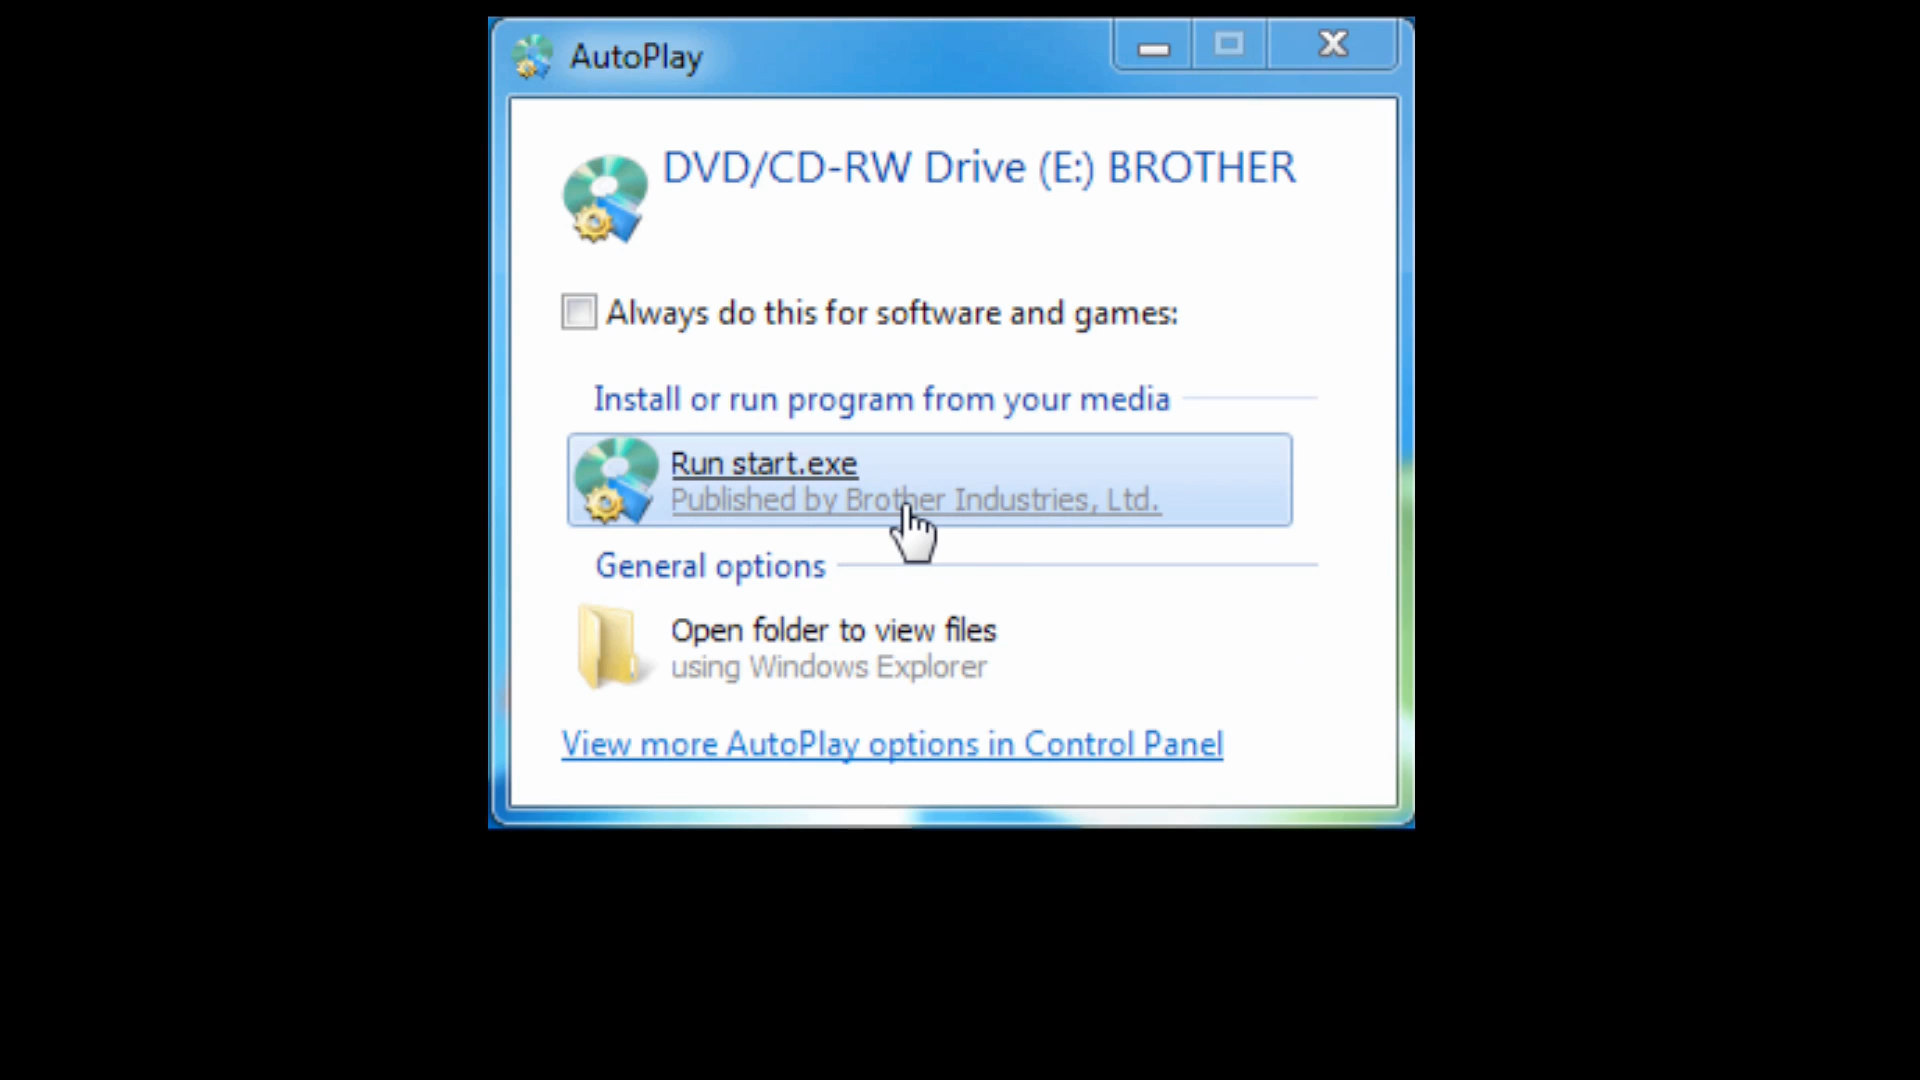 AutoPlay
DVD/CD-RW Drive (E:) BROTHER
Always do this for software and games:
Install or run program from your media
Run start.exe
Published by Brother Industries, Ltd.
General options
Open folder to view files
using Windows Explorer
View more AutoPlay options in Control Panel